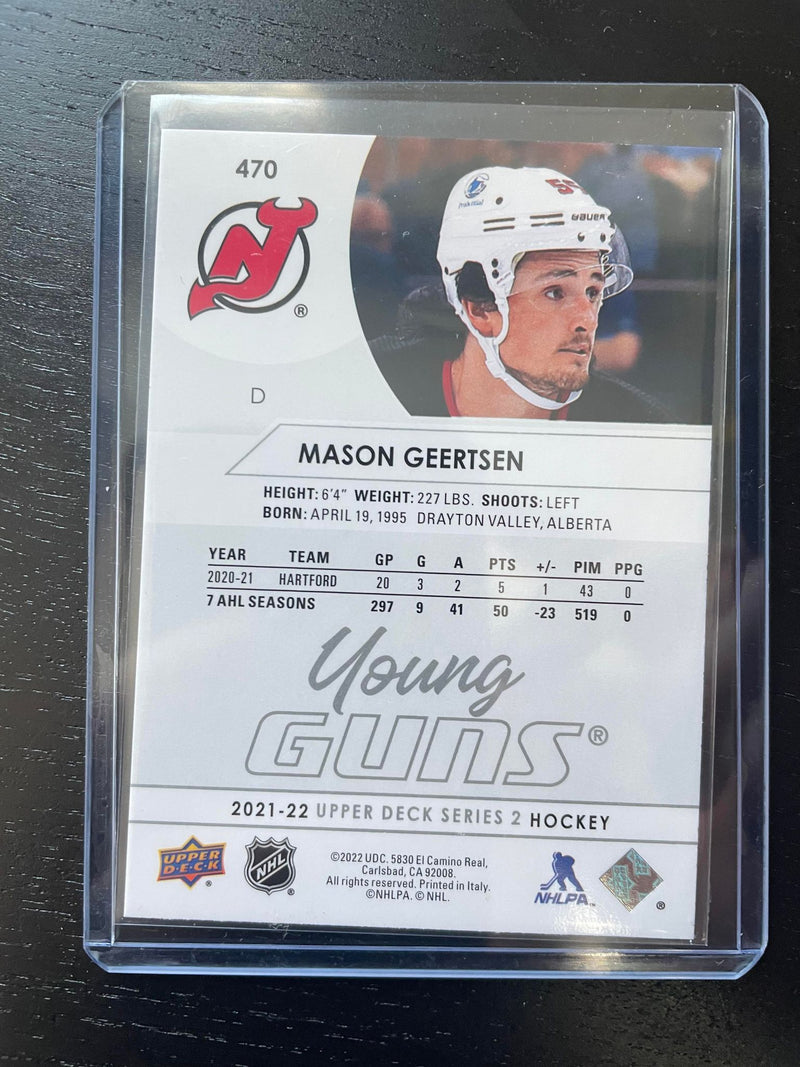 470
Prudential
BAUER
NJ
®
D
MASON GEERTSEN
HEIGHT: 6'4" WEIGHT: 227 LBS. SHOOTS: LEFT
BORN: APRIL 19, 1995 DRAYTON VALLEY, ALBERTA
YEAR TEAM GP G A PTS +/- PIM PPG
2020-21 HARTFORD 20 3 2 5 1 43 0
7 AHL SEASONS 297 9 41 50 -23 519 0
Young
GUNS®
2021-22 UPPER DECK SERIES 2 HOCKEY
UPPER
D·E·C·K
®
NHL
®
©2022 UDC. 5830 El Camino Real,
Carlsbad, CA 92008.
All rights reserved. Printed in Italy.
©NHLPA. © NHL.
NHLPA™
®